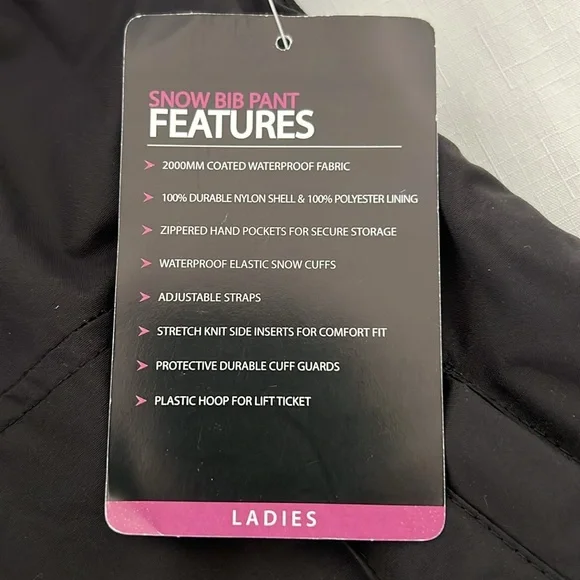 SNOW BIB PANT
FEATURES
2000MM COATED WATERPROOF FABRIC
100% DURABLE NYLON SHELL & 100% POLYESTER LINING
ZIPPERED HAND POCKETS FOR SECURE STORAGE
WATERPROOF ELASTIC SNOW CUFFS
ADJUSTABLE STRAPS
STRETCH KNIT SIDE INSERTS FOR COMFORT FIT
PROTECTIVE DURABLE CUFF GUARDS
PLASTIC HOOP FOR LIFT TICKET
LADIES